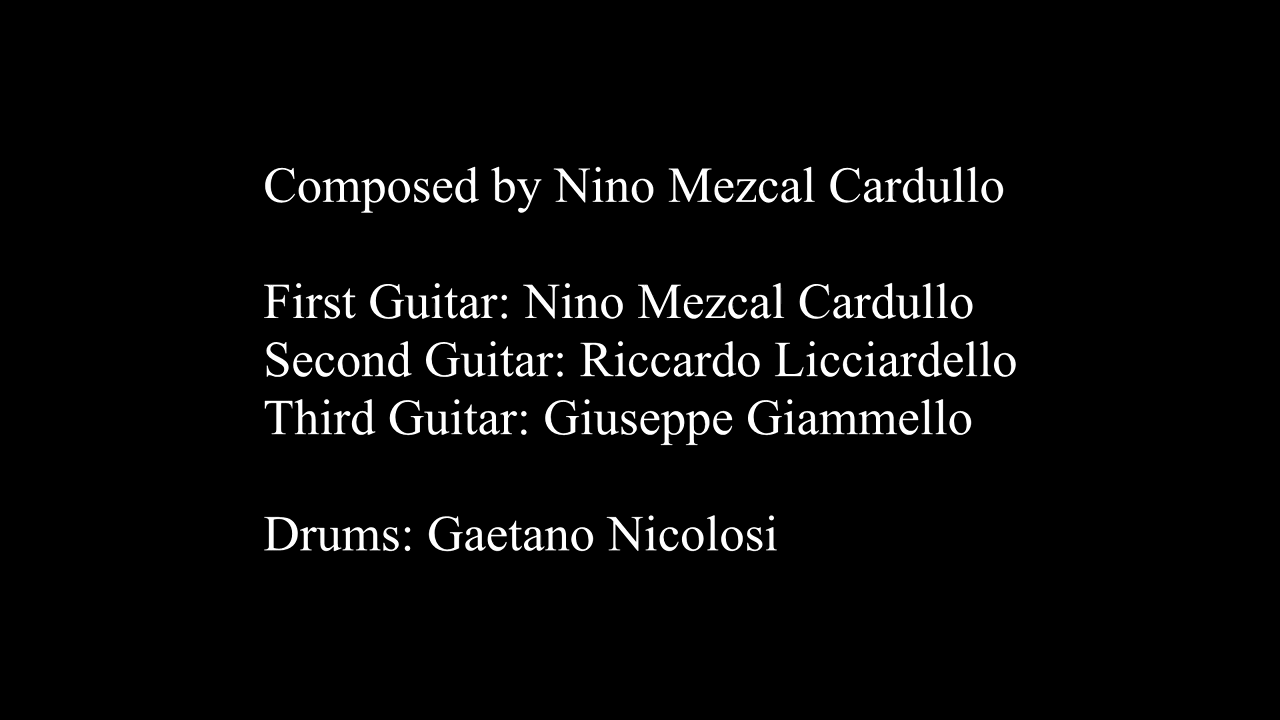 Composed by Nino Mezcal Cardullo
First Guitar: Nino Mezcal Cardullo
Second Guitar: Riccardo Licciardello
Third Guitar: Giuseppe Giammello
Drums: Gaetano Nicolosi